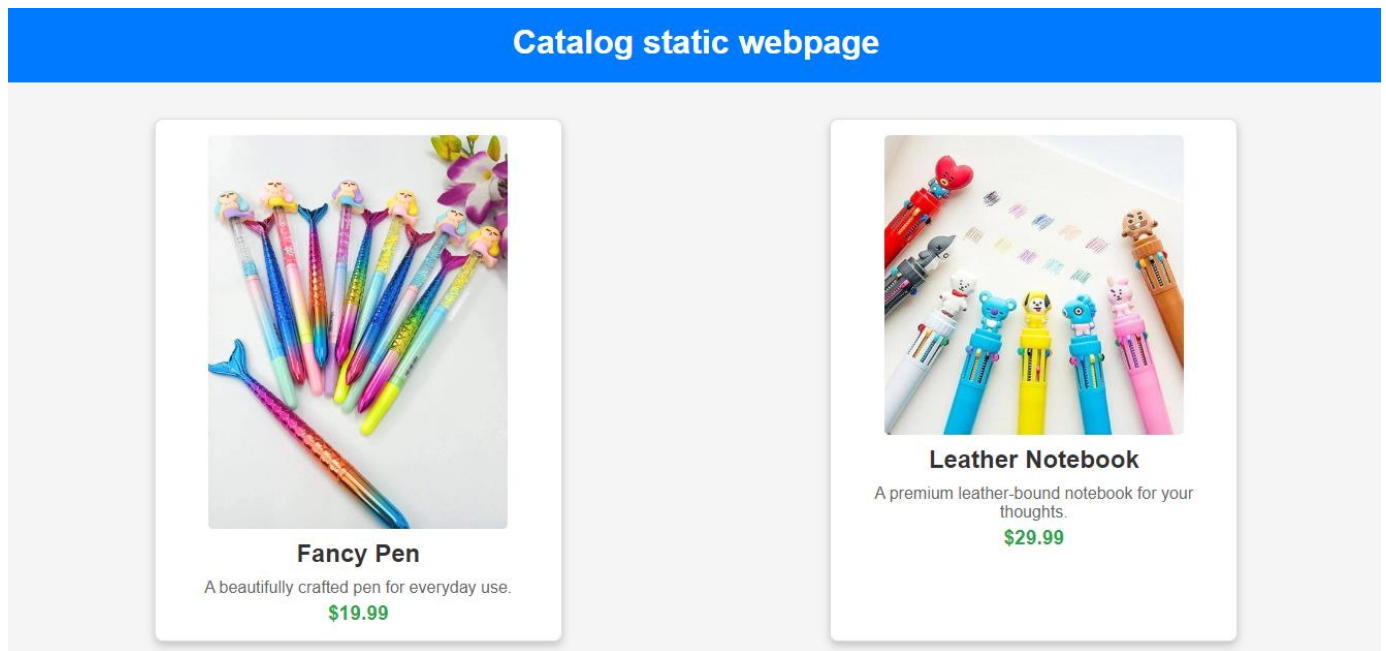 Catalog static webpage
Fancy Pen
A beautifully crafted pen for everyday use.
$19.99
Leather Notebook
A premium leather-bound notebook for your
thoughts.
$29.99